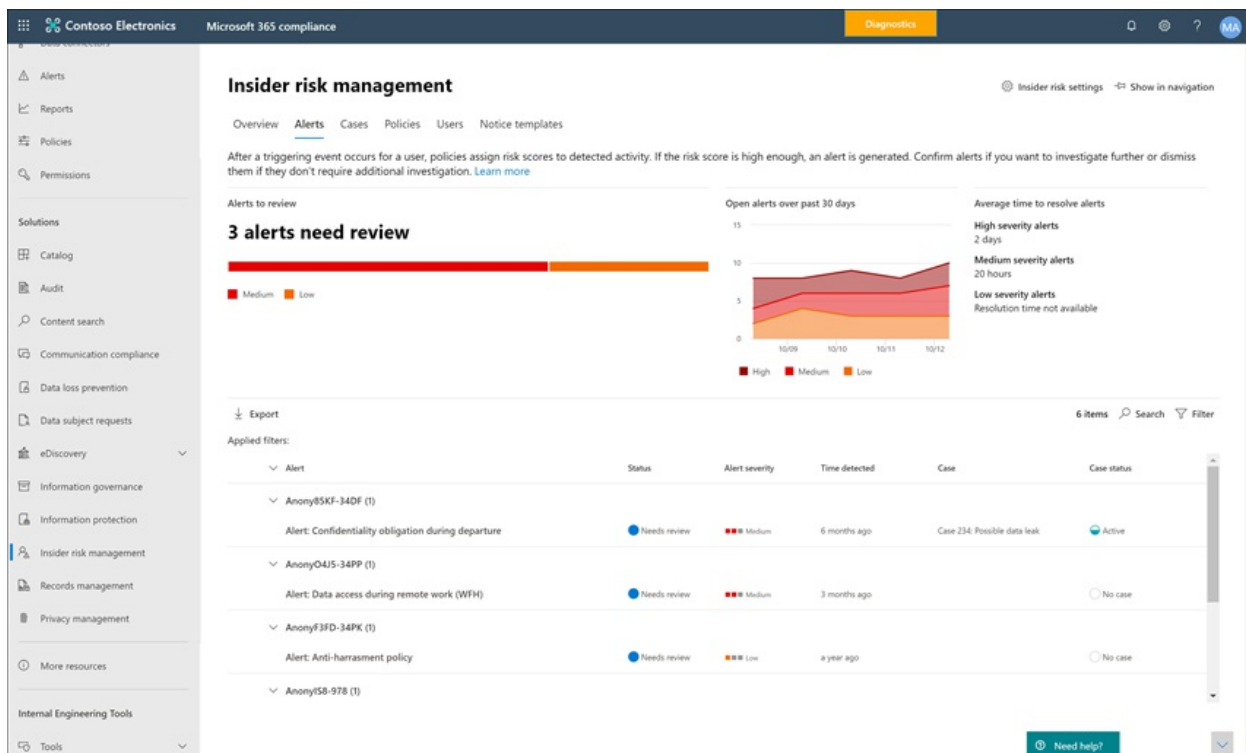 Contoso Electronics
Microsoft 365 compliance
Diagnostics
MA
Data connectors
Alerts
Reports
Policies
Permissions
Solutions
Catalog
Audit
Content search
Communication compliance
Data loss prevention
Data subject requests
eDiscovery
Information governance
Information protection
Insider risk management
Records management
Privacy management
More resources
Internal Engineering Tools
Tools
Insider risk management
Insider risk settings
Show in navigation
Overview Alerts Cases Policies Users Notice templates
After a triggering event occurs for a user, policies assign risk scores to detected activity. If the risk score is high enough, an alert is generated. Confirm alerts if you want to investigate further or dismiss
them if they don't require additional investigation. Learn more
Alerts to review
3 alerts need review
Medium Low
Open alerts over past 30 days
15
10
5
0
10/09 10/10 10/11 10/12
High Medium Low
Average time to resolve alerts
High severity alerts
2 days
Medium severity alerts
20 hours
Low severity alerts
Resolution time not available
Export
6 items Search Filter
Applied filters:
Alert Status Alert severity Time detected Case Case status
Anony85KF-34DF (1)
Alert: Confidentiality obligation during departure Needs review Medium 6 months ago Case 234: Possible data leak Active
AnonyO4J5-34PP (1)
Alert: Data access during remote work (WFH) Needs review Medium 3 months ago No case
AnonyF3FD-34PK (1)
Alert: Anti-harrasment policy Needs review Low a year ago No case
AnonyIS8-978 (1)
Need help?